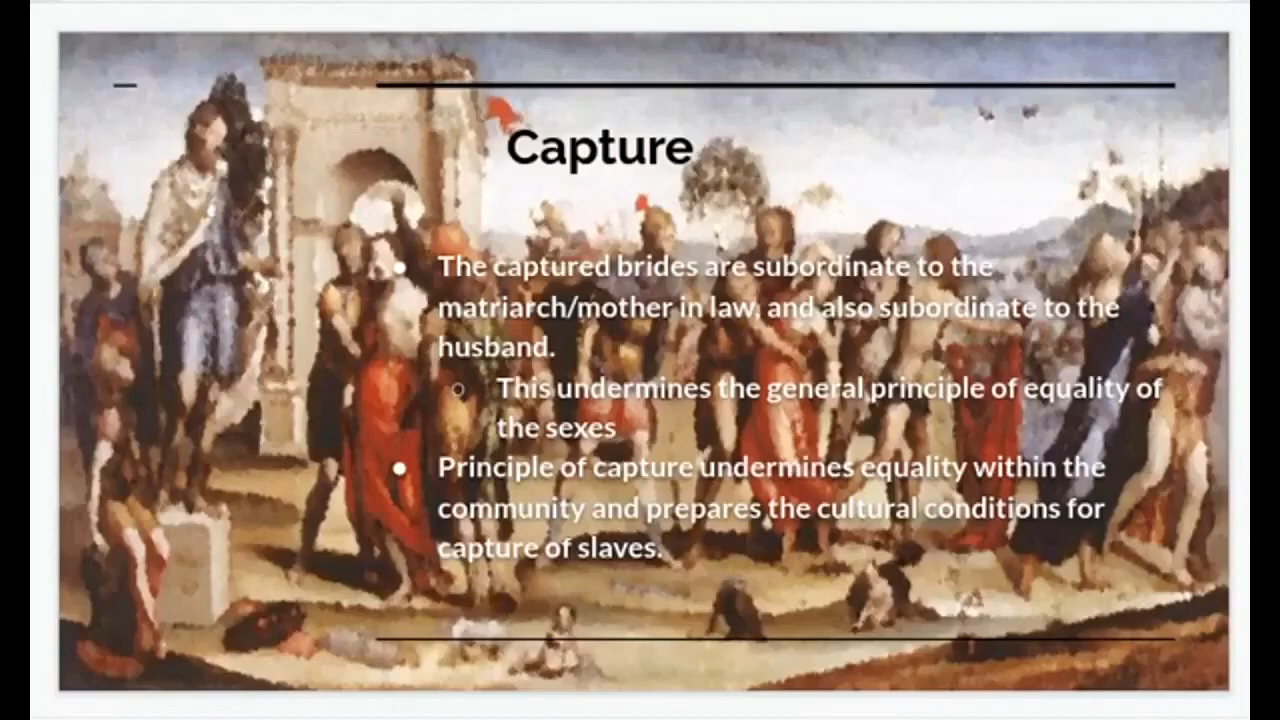 Capture
● The captured brides are subordinate to the
matriarch/mother in law, and also subordinate to the
husband.
○ This undermines the general principle of equality of
the sexes
● Principle of capture undermines equality within the
community and prepares the cultural conditions for
capture of slaves.